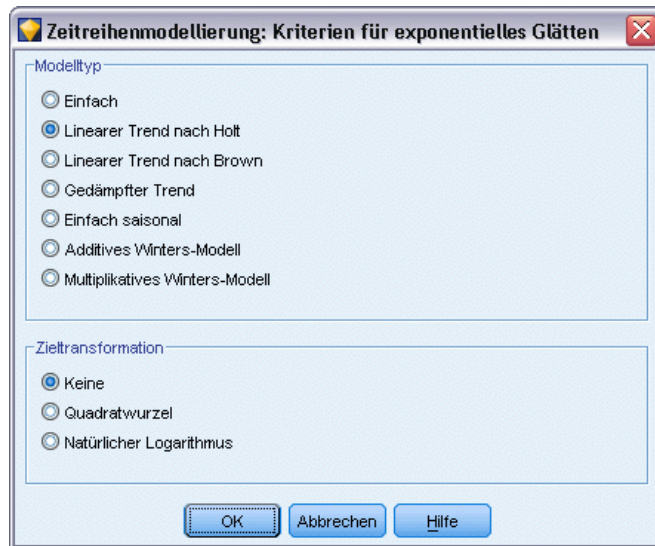 Zeitreihenmodellierung: Kriterien für exponentielles Glätten
Modelltyp
Einfach
Linearer Trend nach Holt
Linearer Trend nach Brown
Gedämpfter Trend
Einfach saisonal
Additives Winters-Modell
Multiplikatives Winters-Modell
Zieltransformation
Keine
Quadratwurzel
Natürlicher Logarithmus
OK
Abbrechen
Hilfe